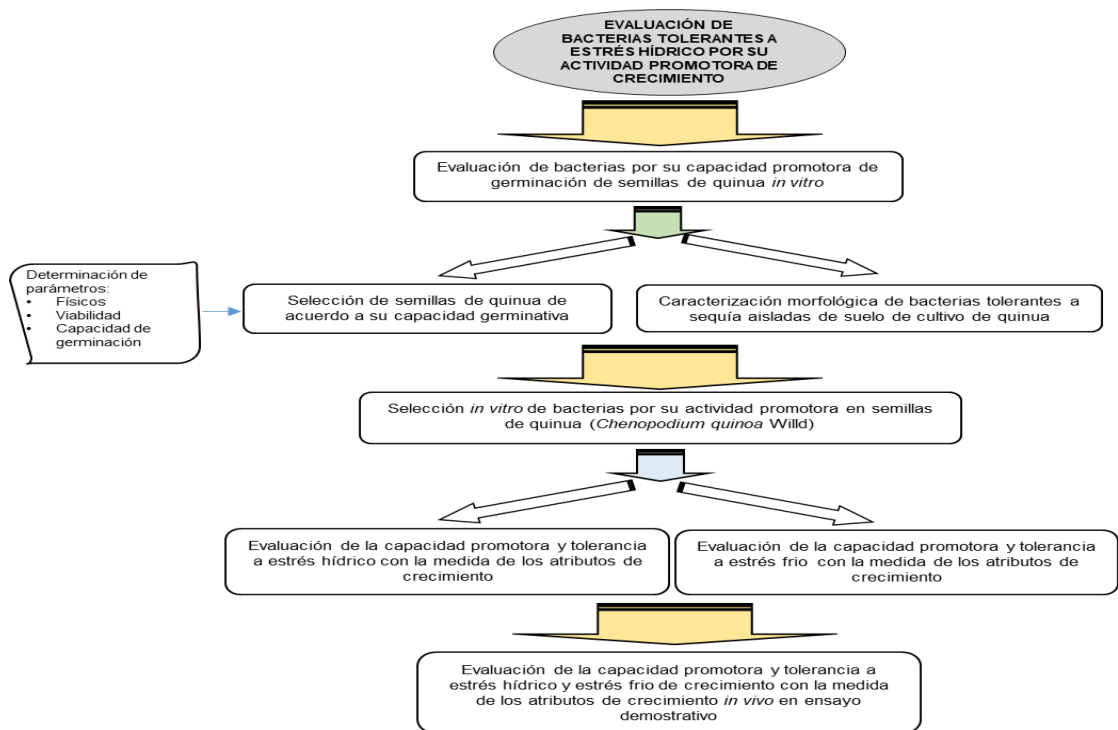 EVALUACIÓN DE
BACTERIAS TOLERANTES A
ESTRÉS HÍDRICO POR SU
ACTIVIDAD PROMOTORA DE
CRECIMIENTO
Evaluación de bacterias por su capacidad promotora de
germinación de semillas de quinua in vitro
Determinación de
parámetros:
• Físicos
• Viabilidad
• Capacidad de
germinación
Selección de semillas de quinua de
acuerdo a su capacidad germinativa
Caracterización morfológica de bacterias tolerantes a
sequía aisladas de suelo de cultivo de quinua
Selección in vitro de bacterias por su actividad promotora en semillas
de quinua (Chenopodium quinoa Willd)
Evaluación de la capacidad promotora y tolerancia
a estrés hídrico con la medida de los atributos de
crecimiento
Evaluación de la capacidad promotora y tolerancia
a estrés frio con la medida de los atributos de
crecimiento
Evaluación de la capacidad promotora y tolerancia a
estrés hídrico y estrés frio de crecimiento con la medida
de los atributos de crecimiento in vivo en ensayo
demostrativo